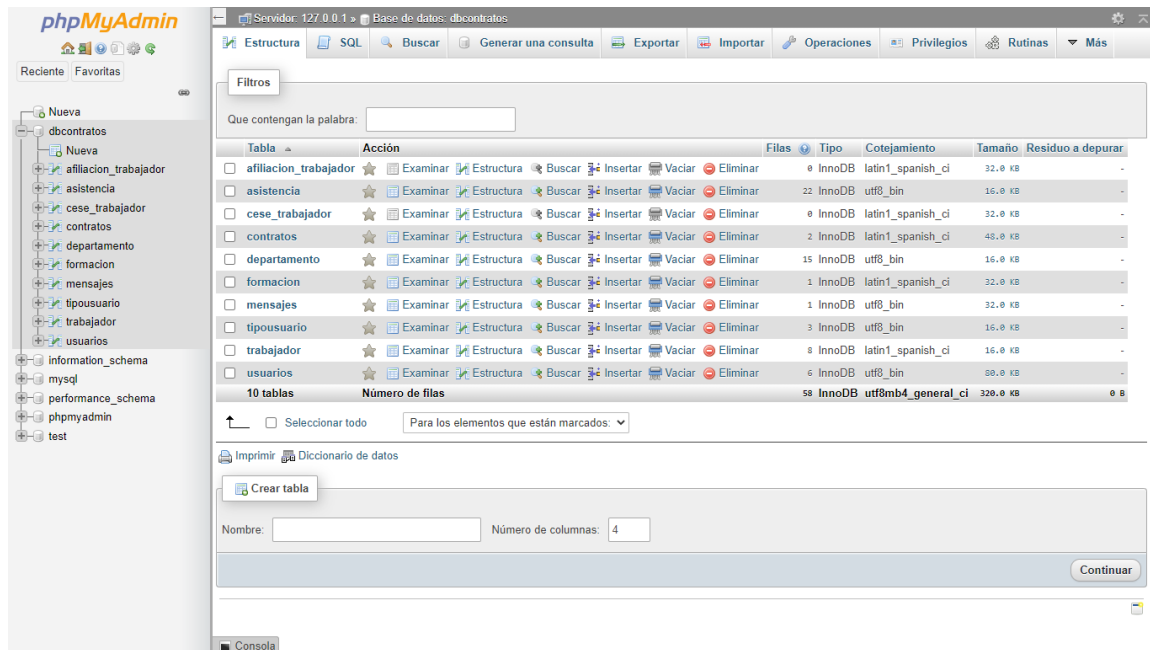 phpMyAdmin
Reciente Favoritas
Nueva
dbcontratos
Nueva
afiliacion_trabajador
asistencia
cese_trabajador
contratos
departamento
formacion
mensajes
tipousuario
trabajador
usuarios
information_schema
mysql
performance_schema
phpmyadmin
test
Servidor: 127.0.0.1 » Base de datos: dbcontratos
Estructura SQL Buscar Generar una consulta Exportar Importar Operaciones Privilegios Rutinas Más
Filtros
Que contengan la palabra:
Tabla Acción Filas Tipo Cotejamiento Tamaño Residuo a depurar
afiliacion_trabajador Examinar Estructura Buscar Insertar Vaciar Eliminar 0 InnoDB latin1_spanish_ci 32.0 KB -
asistencia Examinar Estructura Buscar Insertar Vaciar Eliminar 22 InnoDB utf8_bin 16.0 KB -
cese_trabajador Examinar Estructura Buscar Insertar Vaciar Eliminar 0 InnoDB latin1_spanish_ci 32.0 KB -
contratos Examinar Estructura Buscar Insertar Vaciar Eliminar 2 InnoDB latin1_spanish_ci 48.0 KB -
departamento Examinar Estructura Buscar Insertar Vaciar Eliminar 15 InnoDB utf8_bin 16.0 KB -
formacion Examinar Estructura Buscar Insertar Vaciar Eliminar 1 InnoDB latin1_spanish_ci 32.0 KB -
mensajes Examinar Estructura Buscar Insertar Vaciar Eliminar 1 InnoDB utf8_bin 32.0 KB -
tipousuario Examinar Estructura Buscar Insertar Vaciar Eliminar 3 InnoDB utf8_bin 16.0 KB -
trabajador Examinar Estructura Buscar Insertar Vaciar Eliminar 8 InnoDB latin1_spanish_ci 16.0 KB -
usuarios Examinar Estructura Buscar Insertar Vaciar Eliminar 6 InnoDB utf8_bin 80.0 KB -
10 tablas Número de filas 58 InnoDB utf8mb4_general_ci 320.0 KB 0 B
Seleccionar todo Para los elementos que están marcados:
Imprimir Diccionario de datos
Crear tabla
Nombre: Número de columnas: 4
Continuar
Consola